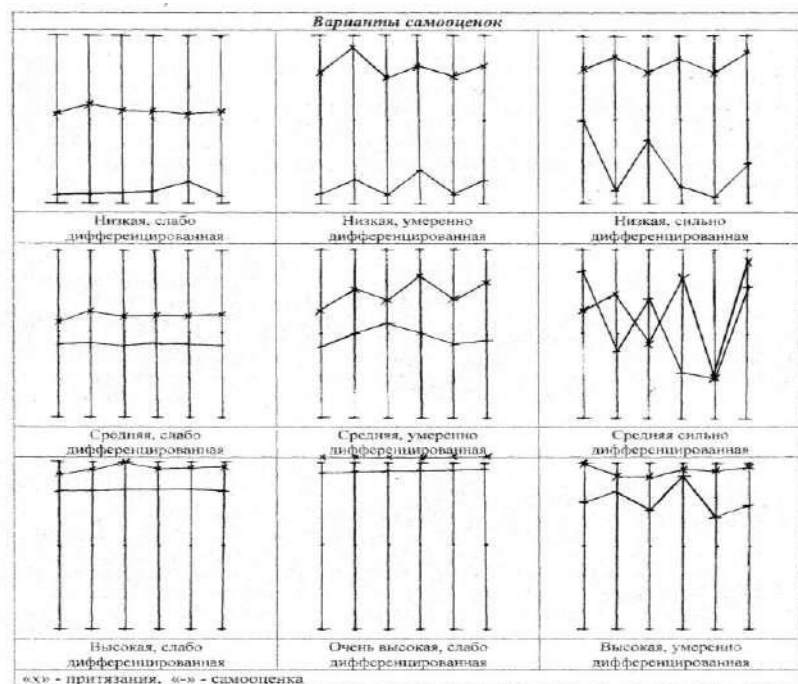 Варианты самооценок
Низкая, слабо
дифференцированная
Низкая, умеренно
дифференцированная
Низкая, сильно
дифференцированная
Средняя, слабо
дифференцированная
Средняя, умеренно
дифференцированная
Средняя сильно
дифференцированная
Высокая, слабо
дифференцированная
Очень высокая, слабо
дифференцированная
Высокая, умеренно
дифференцированная
«х» - притязания, «-» - самооценка